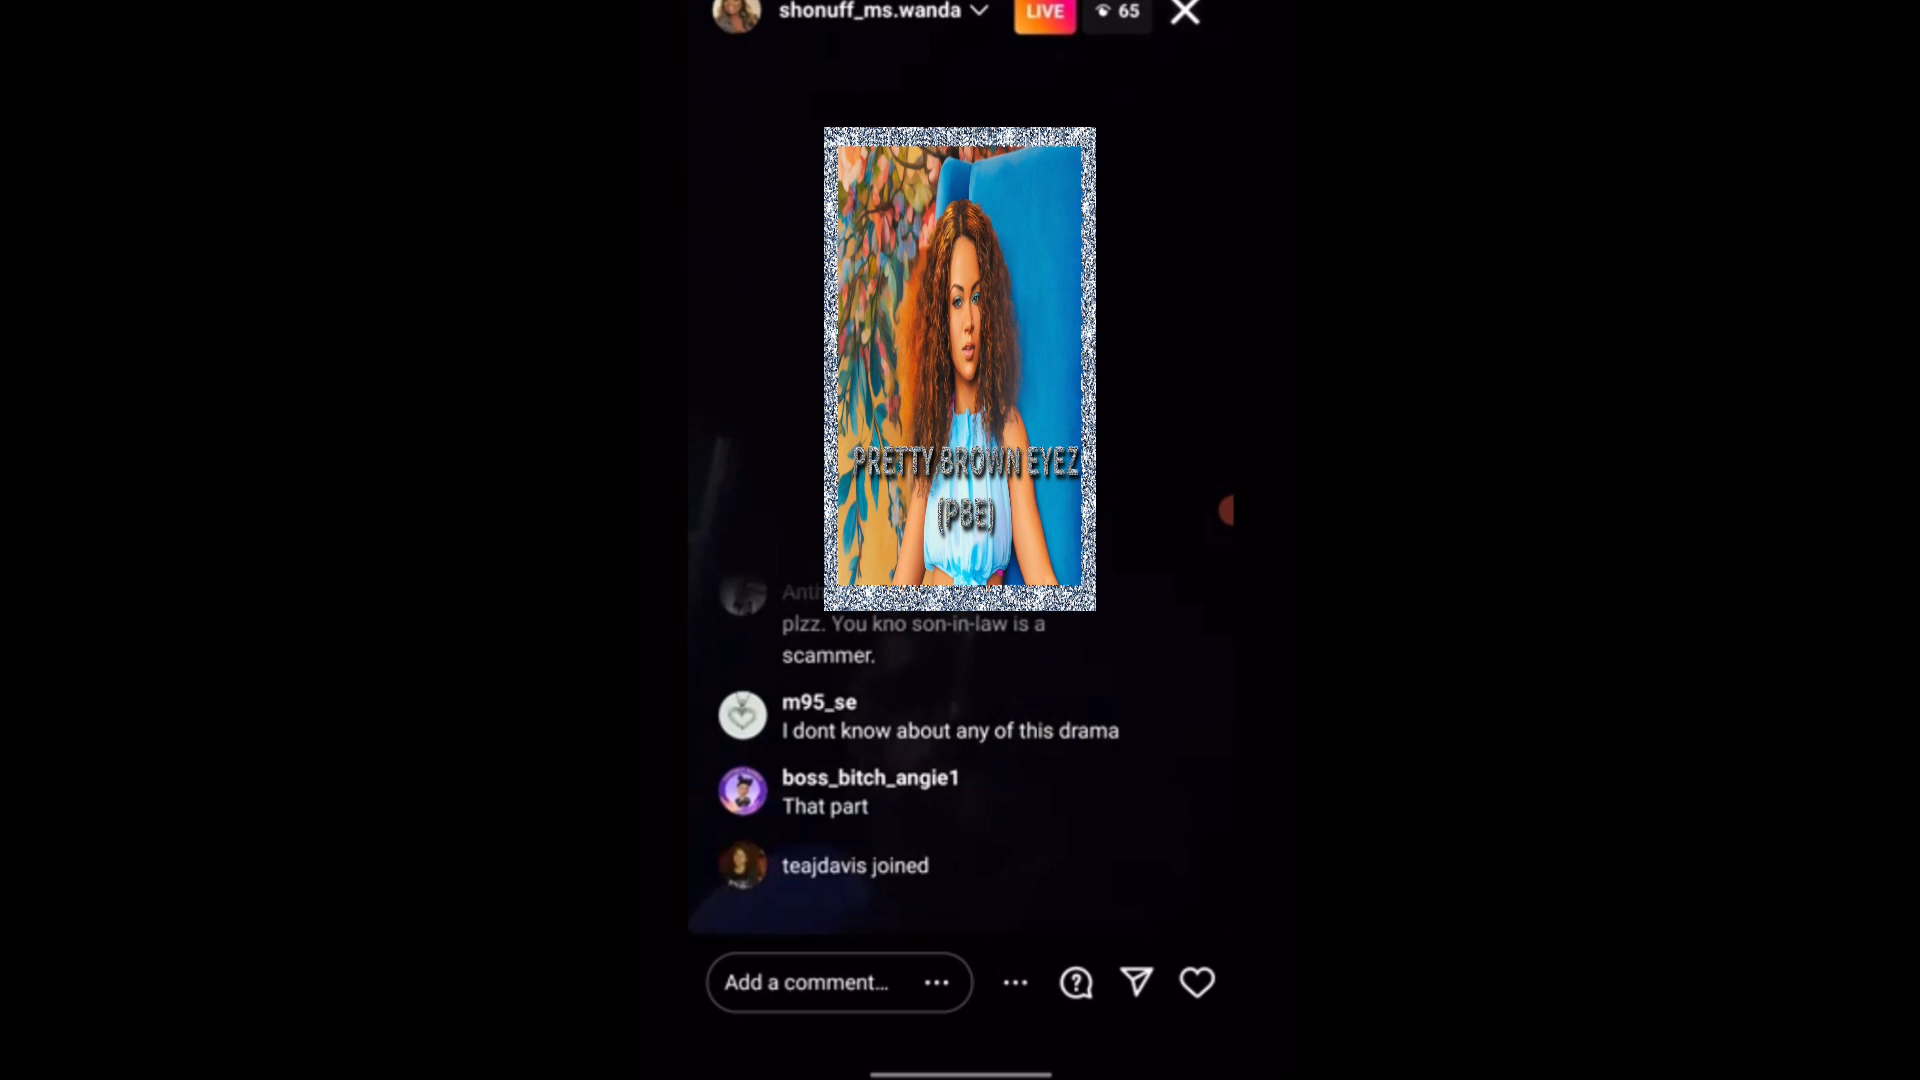 shonuff_ms.wanda
LIVE
65
PRETTY BROWN EYEZ
(PBE)
plzz. You kno son-in-law is a
scammer.
m95_se
I dont know about any of this drama
boss_bitch_angie1
That part
teajdavis joined
Add a comment...